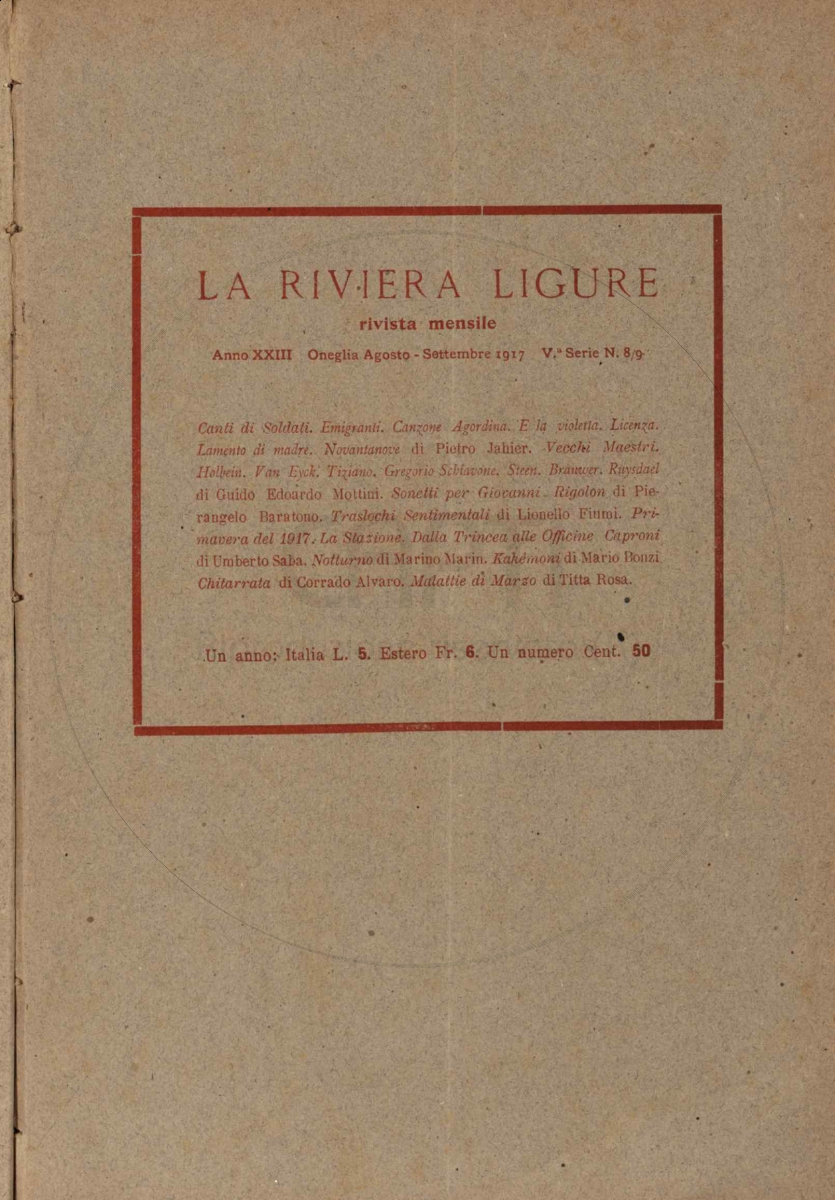 LA RIVIERA LIGURE
rivista mensile
Anno XXIII Oneglia Agosto - Settembre 1917 V.ª Serie N. 8/9
Canti di Soldati. Emigranti. Canzone Agordina. E la violetta. Licenza.
Lamento di madre. Novantanove di Pietro Jahier. Vecchi Maestri.
Holbein. Van Eyck. Tiziano. Gregorio Schiavone. Steen. Brauwer. Ruysdael
di Guido Edoardo Mottini. Sonetti per Giovanni. Rigolon di Pie-
rangelo Baratono. Traslochi Sentimentali di Lionello Fiumi. Pri-
mavera del 1917. La Stazione. Dalla Trincea alle Officine Caproni
di Umberto Saba. Notturno di Marino Marin. Kakémoni di Mario Bonzi
Chitarrata di Corrado Alvaro. Malattie di Marzo di Titta Rosa.
Un anno: Italia L. 5. Estero Fr. 6. Un numero Cent. 50